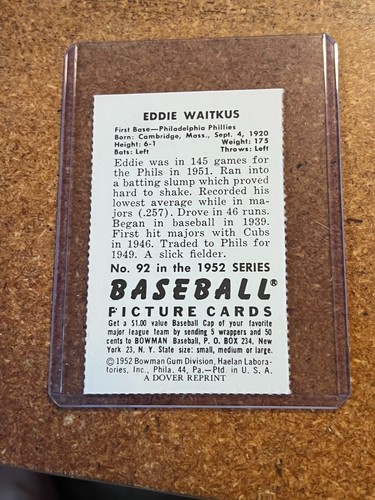 EDDIE WAITKUS
First Base—Philadelphia Phillies
Born: Cambridge, Mass., Sept. 4, 1920
Height: 6-1 Weight: 175
Bats: Left Throws: Left
Eddie was in 145 games for
the Phils in 1951. Ran into
a batting slump which proved
hard to shake. Recorded his
lowest average while in ma-
jors (.257). Drove in 46 runs.
Began in baseball in 1939.
First hit majors with Cubs
in 1946. Traded to Phils for
1949. A slick fielder.
No. 92 in the 1952 SERIES
BASEBALL®
PICTURE CARDS
Get a $1.00 value Baseball Cap of your favorite
major league team by sending 5 wrappers and 50
cents to BOWMAN Baseball, P. O. BOX 234, New
York 23, N. Y. State size: small, medium or large.
©1952 Bowman Gum Division, Haelan Labora-
tories, Inc., Phila. 44, Pa.—Ptd. in U. S. A.
A DOVER REPRINT